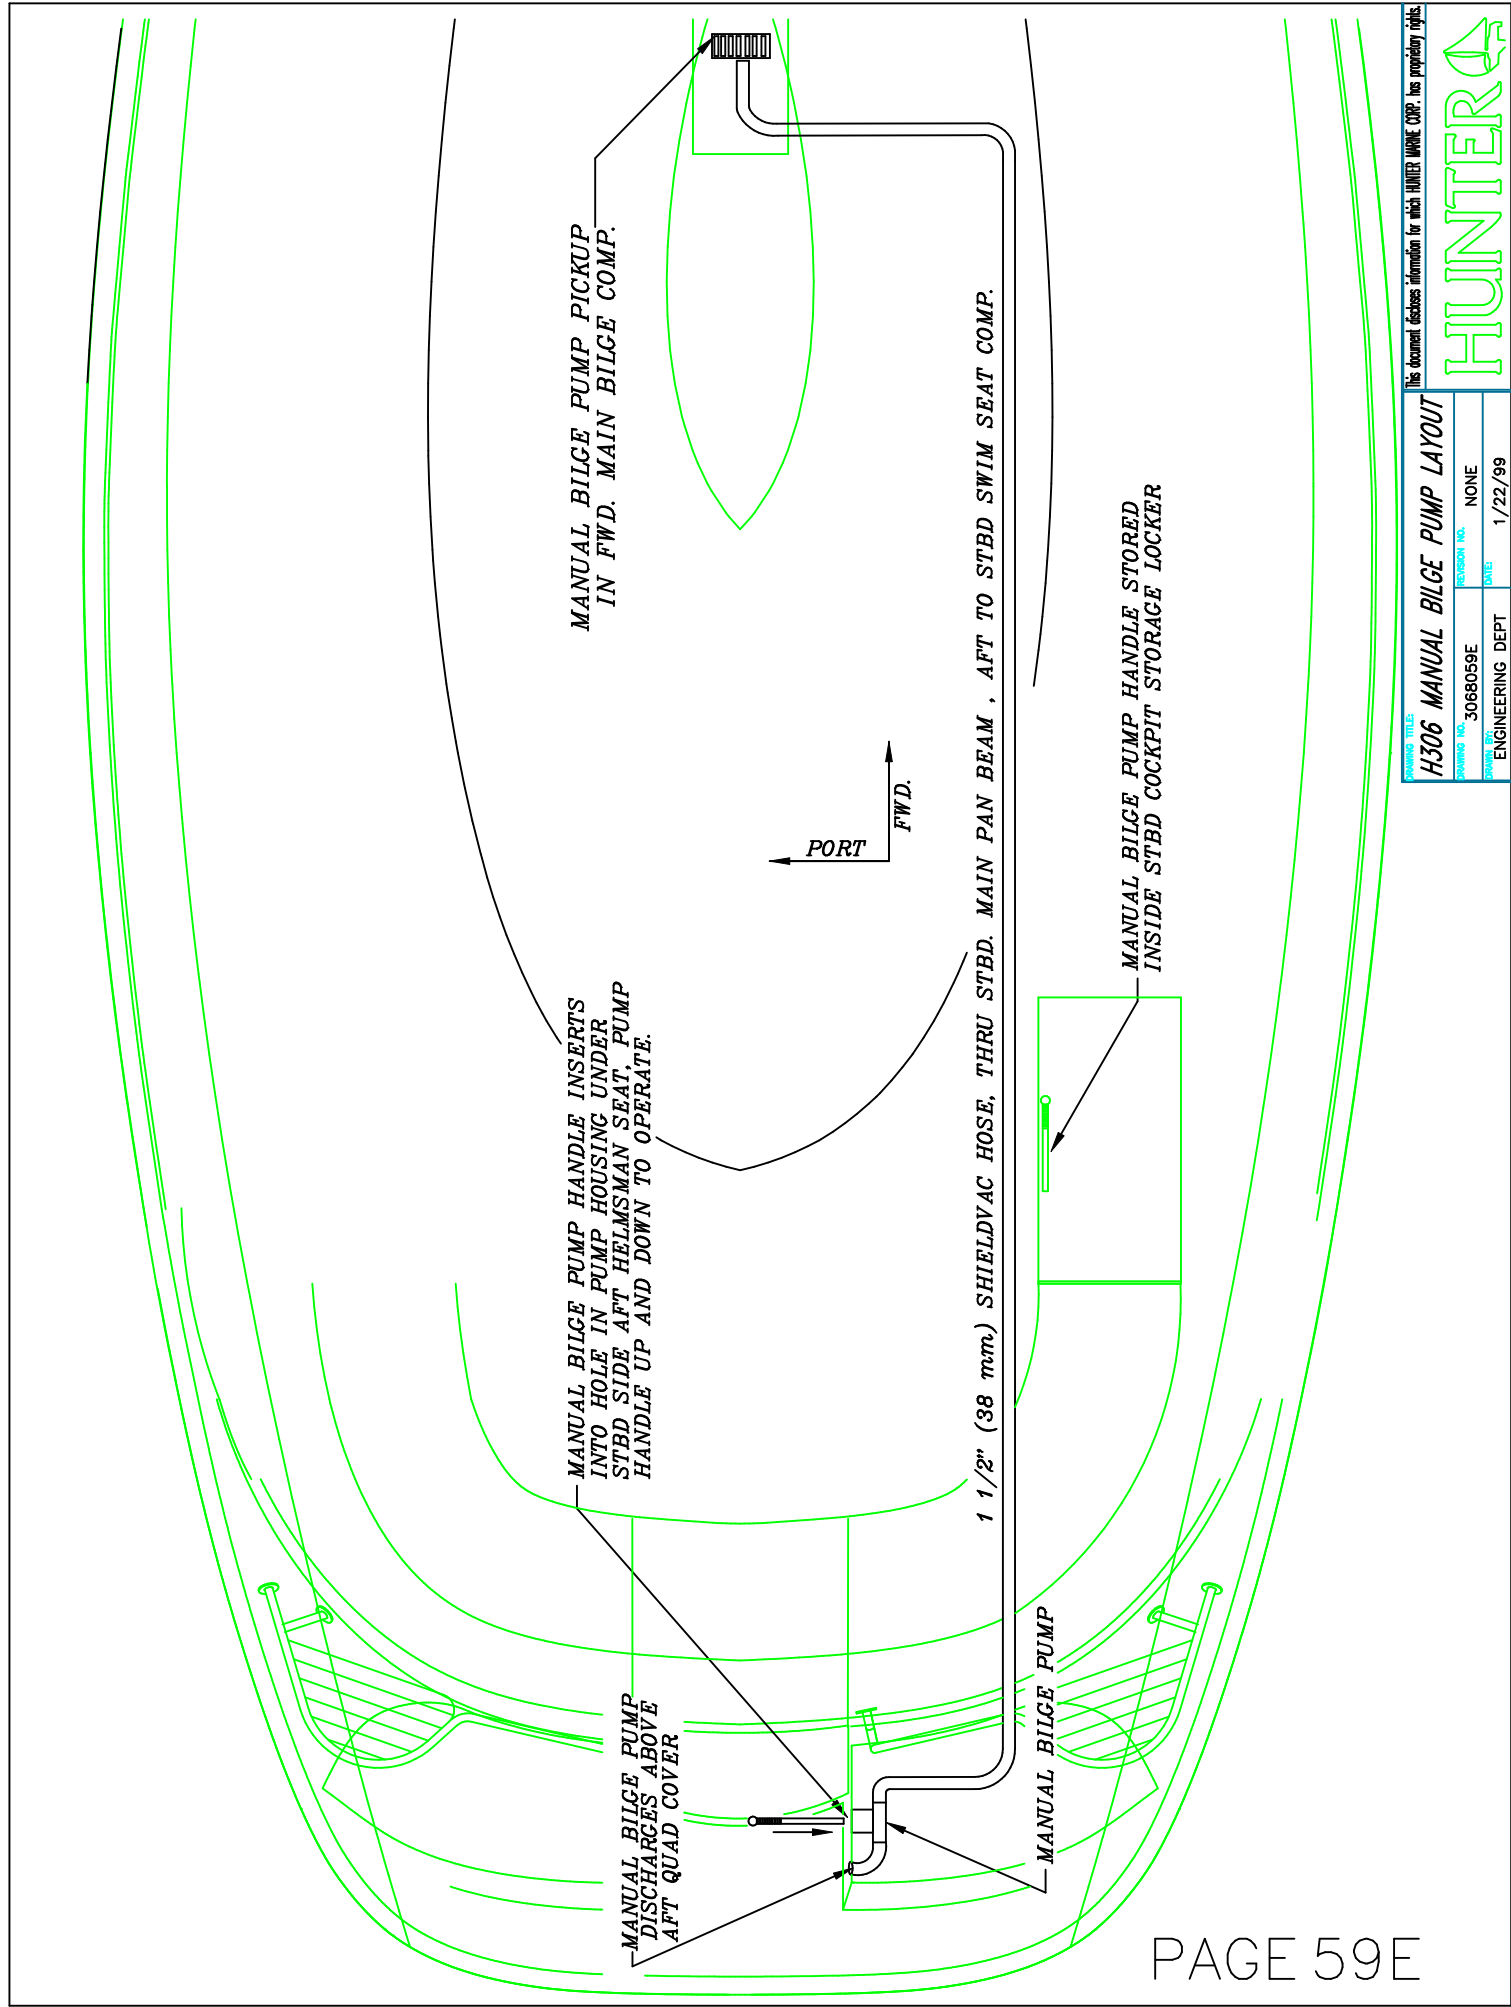 MANUAL BILGE PUMP PICKUP
IN FWD. MAIN BILGE COMP.
MANUAL BILGE PUMP HANDLE INSERTS
INTO HOLE IN PUMP HOUSING UNDER
STBD SIDE AFT HELMSMAN SEAT, PUMP
HANDLE UP AND DOWN TO OPERATE.
MANUAL BILGE PUMP
DISCHARGES ABOVE
AFT QUAD COVER
PORT
FWD.
1 1/2" (38 mm) SHIELDVAC HOSE, THRU STBD. MAIN PAN BEAM , AFT TO STBD SWIM SEAT COMP.
MANUAL BILGE PUMP
MANUAL BILGE PUMP HANDLE STORED
INSIDE STBD COCKPIT STORAGE LOCKER
DRAWING TITLE:
H306 MANUAL BILGE PUMP LAYOUT
DRAWING NO.
3068059E
REVISION NO.
NONE
DRAWN BY:
ENGINEERING DEPT
DATE:
1/22/99
This document discloses information for which HUNTER MARINE CORP. has proprietory rights.
HUNTER
PAGE 59E